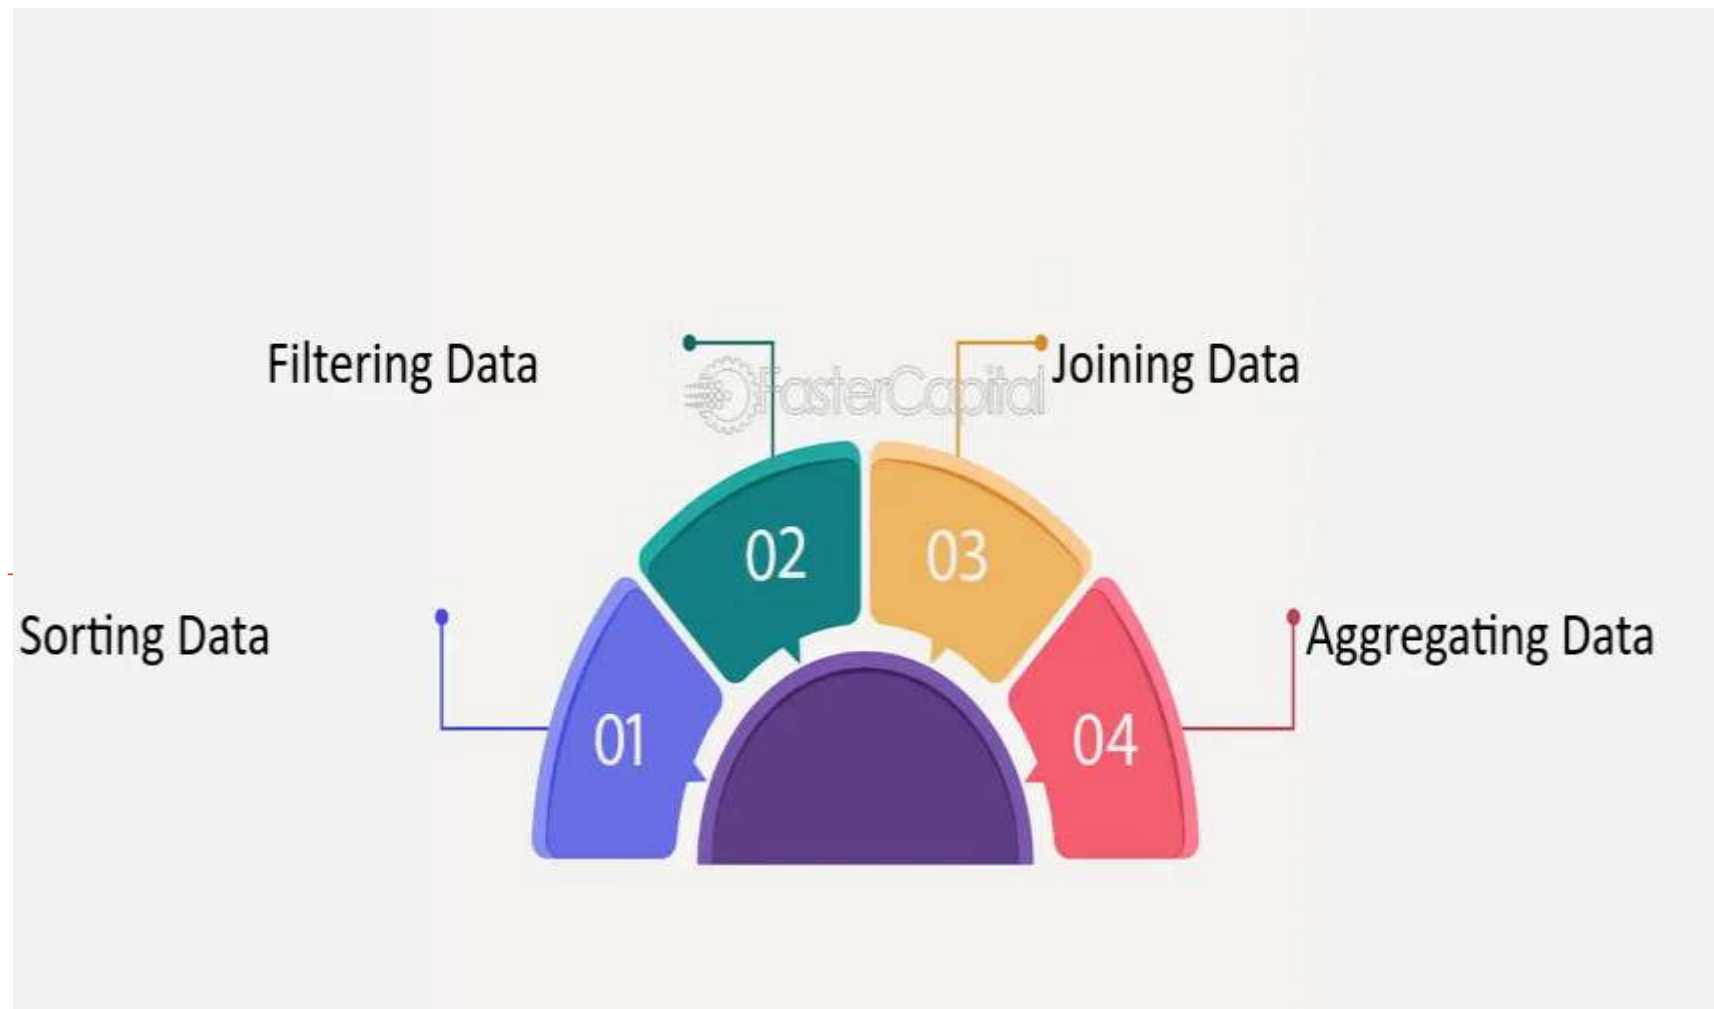 Filtering Data
Joining Data
FasterCapital
02
03
Sorting Data
Aggregating Data
01
04